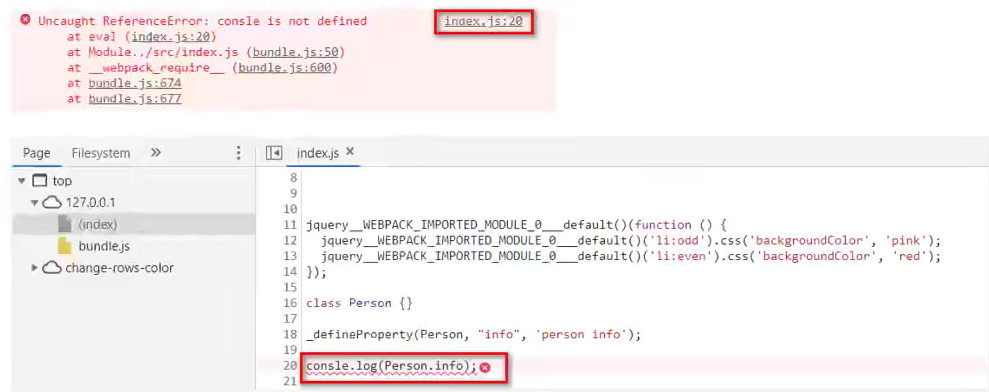 Uncaught ReferenceError: consle is not defined index.js:20
at eval (index.js:20)
at Module../src/index.js (bundle.js:50)
at __webpack_require__ (bundle.js:600)
at bundle.js:674
at bundle.js:677
Page Filesystem » index.js ×
top
127.0.0.1
(index)
bundle.js
change-rows-color
8
9
10
11 jquery__WEBPACK_IMPORTED_MODULE_0___default()(function () {
12 jquery__WEBPACK_IMPORTED_MODULE_0___default()('li:odd').css('backgroundColor', 'pink');
13 jquery__WEBPACK_IMPORTED_MODULE_0___default()('li:even').css('backgroundColor', 'red');
14 });
15
16 class Person {}
17
18 _defineProperty(Person, "info", 'person info');
19
20 consle.log(Person.info);
21